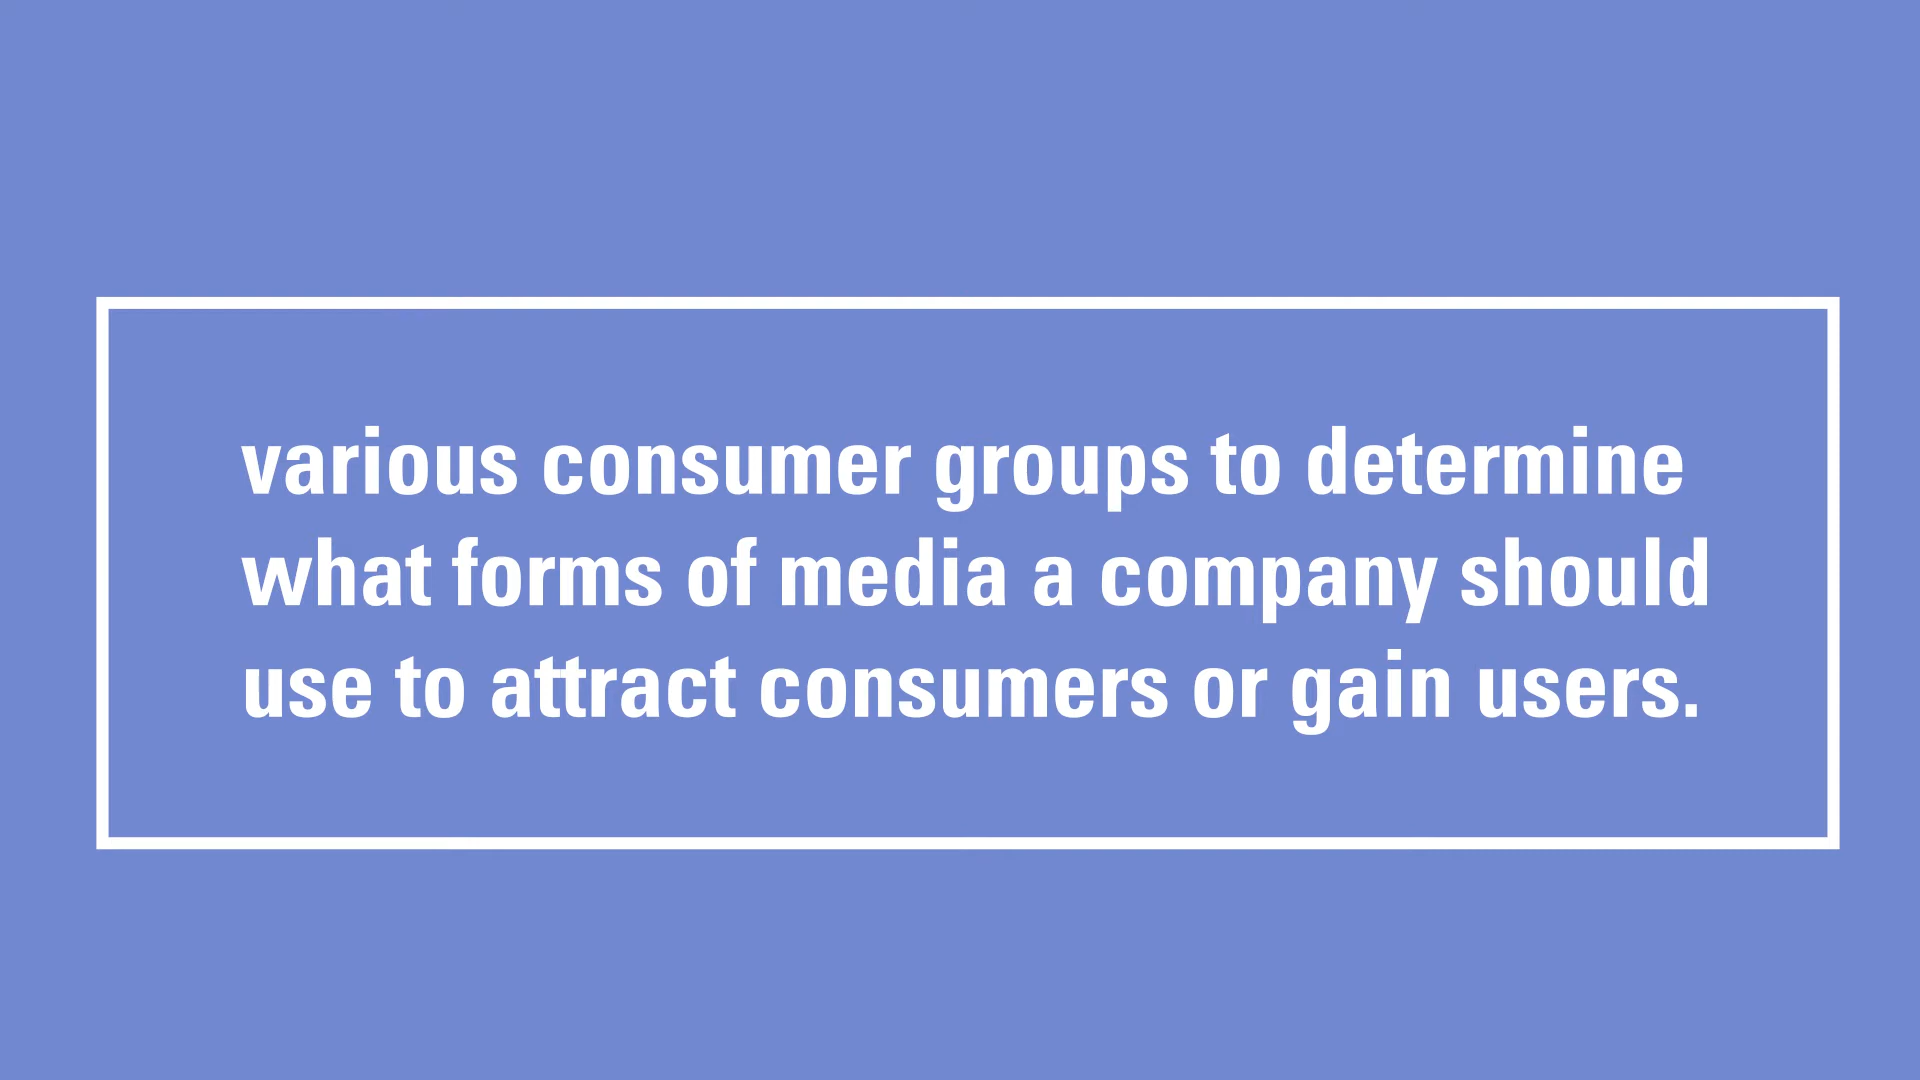 various consumer groups to determine
what forms of media a company should
use to attract consumers or gain users.